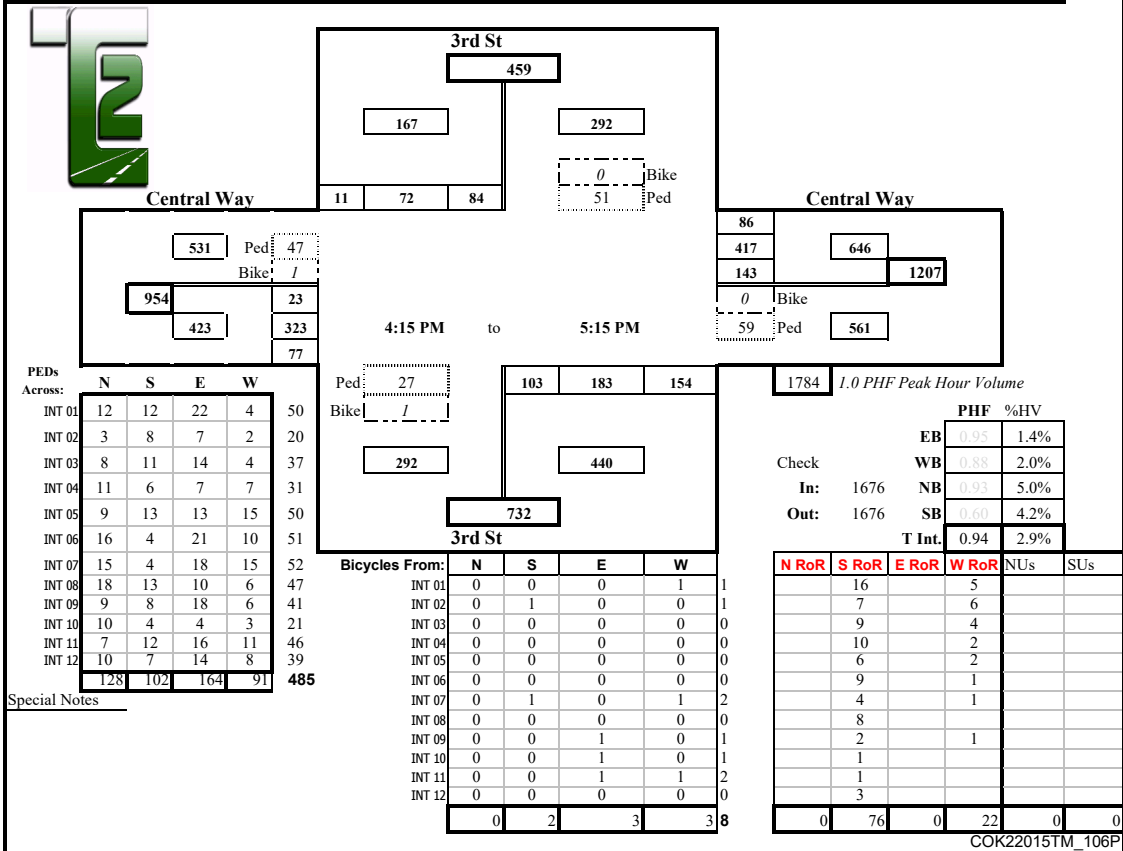 T2
3rd St
459
167 292
0 Bike
51 Ped
Central Way
11 72 84
Central Way
86
531 Ped 47
417 646
Bike 1
143 1207
954 23
0 Bike
423 323
4:15 PM to 5:15 PM
59 Ped 561
77
PEDs
Across: N S E W
Ped 27
103 183 154
1784 1.0 PHF Peak Hour Volume
INT 01 12 12 22 4 50
Bike 1
PHF %HV
INT 02 3 8 7 2 20
EB 0.95 1.4%
INT 03 8 11 14 4 37
292 440
Check WB 0.88 2.0%
INT 04 11 6 7 7 31
In: 1676 NB 0.93 5.0%
INT 05 9 13 13 15 50
732
Out: 1676 SB 0.60 4.2%
INT 06 16 4 21 10 51
3rd St
T Int. 0.94 2.9%
INT 07 15 4 18 15 52
INT 08 18 13 10 6 47
INT 09 9 8 18 6 41
INT 10 10 4 4 3 21
INT 11 7 12 16 11 46
INT 12 10 7 14 8 39
128 102 164 91 485
Special Notes
Bicycles From: N S E W
INT 01 0 0 0 1 1
INT 02 0 1 0 0 1
INT 03 0 0 0 0 0
INT 04 0 0 0 0 0
INT 05 0 0 0 0 0
INT 06 0 0 0 0 0
INT 07 0 1 0 1 2
INT 08 0 0 0 0 0
INT 09 0 0 1 0 1
INT 10 0 0 1 0 1
INT 11 0 0 1 1 2
INT 12 0 0 0 0 0
0 2 3 3 8
N RoR S RoR E RoR W RoR NUs SUs
16 5
7 6
9 4
10 2
6 2
9 1
4 1
8
2 1
1
1
3
0 76 0 22 0 0
COK22015TM_106P